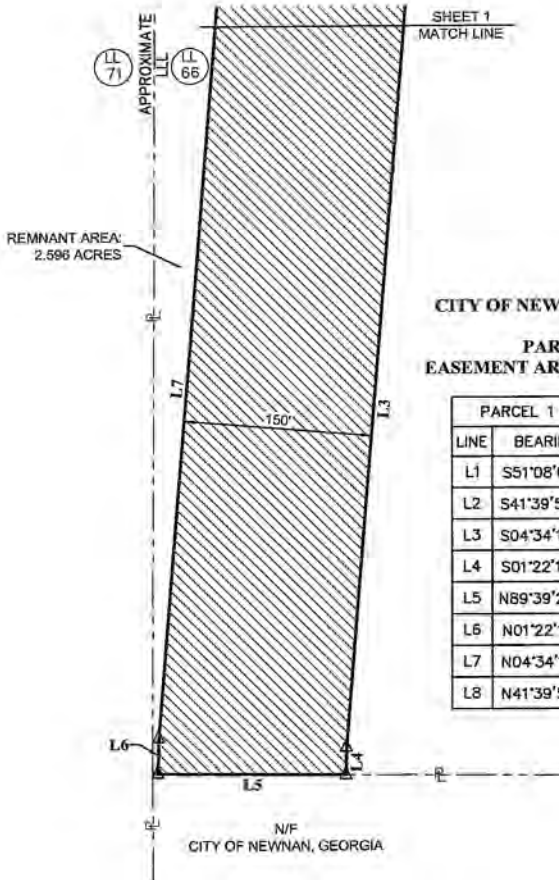 SHEET 1
MATCH LINE
LL
71
APPROXIMATE
LLL
LL
66
REMNANT AREA:
2.596 ACRES
CITY OF NEW
PAR
EASEMENT AR
L7
150'
L3
PARCEL 1
LINE BEARI
L1 S51°08'
L2 S41°39'5
L3 S04°34'
L4 S01°22'1
L5 N89°39'2
L6 N01°22'
L7 N04°34'
L8 N41°39'
L6
L4
L5
N/F
CITY OF NEWNAN, GEORGIA